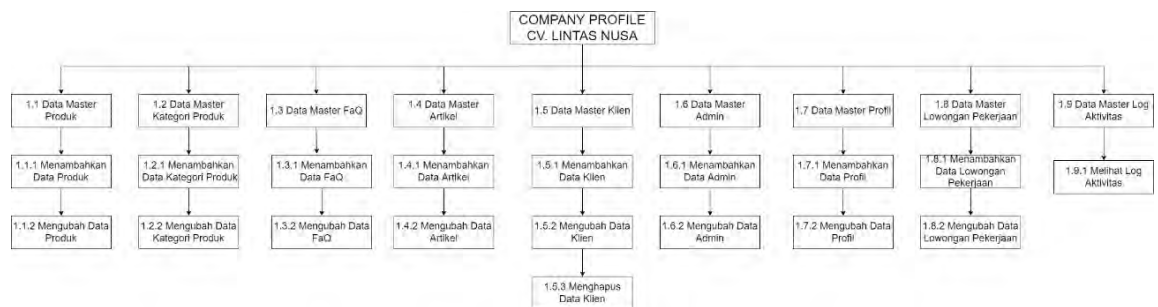 COMPANY PROFILE
CV. LINTAS NUSA
1.1 Data Master
Produk
1.2 Data Master
Kategori Produk
1.3 Data Master FaQ
1.4 Data Master
Artikel
1.5 Data Master Klien
1.6 Data Master
Admin
1.7 Data Master Profil
1.8 Data Master
Lowongan Pekerjaan
1.9 Data Master Log
Aktivitas
1.1.1 Menambahkan
Data Produk
1.2.1 Menambahkan
Data Kategori Produk
1.3.1 Menambahkan
Data FaQ
1.4.1 Menambahkan
Data Artikel
1.5.1 Menambahkan
Data Klien
1.6.1 Menambahkan
Data Admin
1.7.1 Menambahkan
Data Profil
1.8.1 Menambahkan
Data Lowongan
Pekerjaan
1.9.1 Melihat Log
Aktivitas
1.1.2 Mengubah Data
Produk
1.2.2 Mengubah Data
Kategori Produk
1.3.2 Mengubah Data
FaQ
1.4.2 Mengubah Data
Artikel
1.5.2 Mengubah Data
Klien
1.6.2 Mengubah Data
Admin
1.7.2 Mengubah Data
Profil
1.8.2 Mengubah Data
Lowongan Pekerjaan
1.5.3 Menghapus
Data Klien